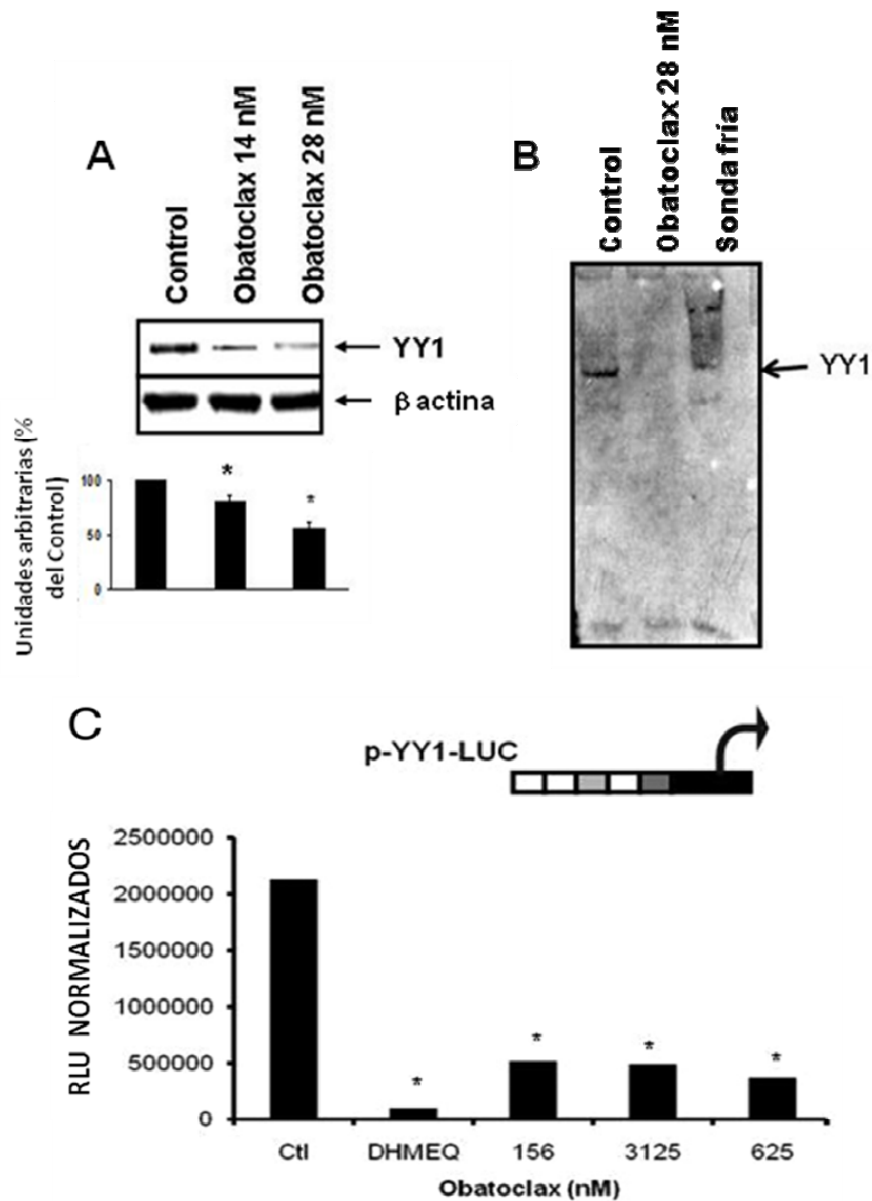 A
Control
Obatoclax 14 nM
Obatoclax 28 nM
YY1
β actina
Unidades arbitrarias (%
del Control)
100
50
0
*
*
B
Control
Obatoclax 28 nM
Sonda fría
YY1
C
p-YY1-LUC
RLU NORMALIZADOS
2500000
2000000
1500000
1000000
500000
0
*
*
*
*
Ctl
DHMEQ
156
3125
625
Obatoclax (nM)